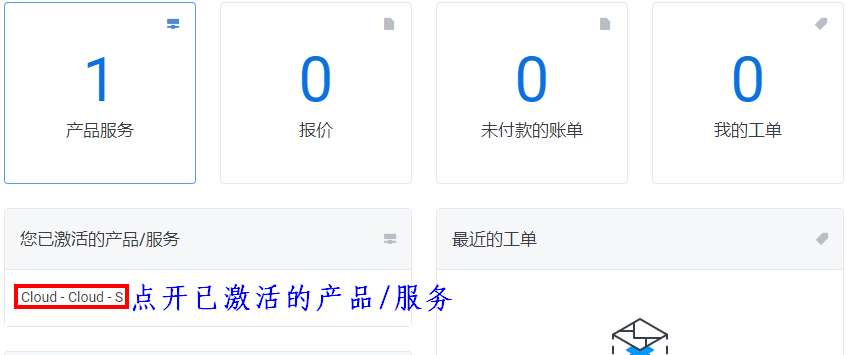 1
产品服务
0
报价
0
未付款的账单
0
我的工单
您已激活的产品/服务
最近的工单
Cloud - Cloud - S
点开已激活的产品/服务